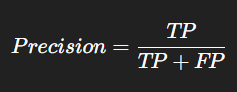 Precision = TP / TP + FP